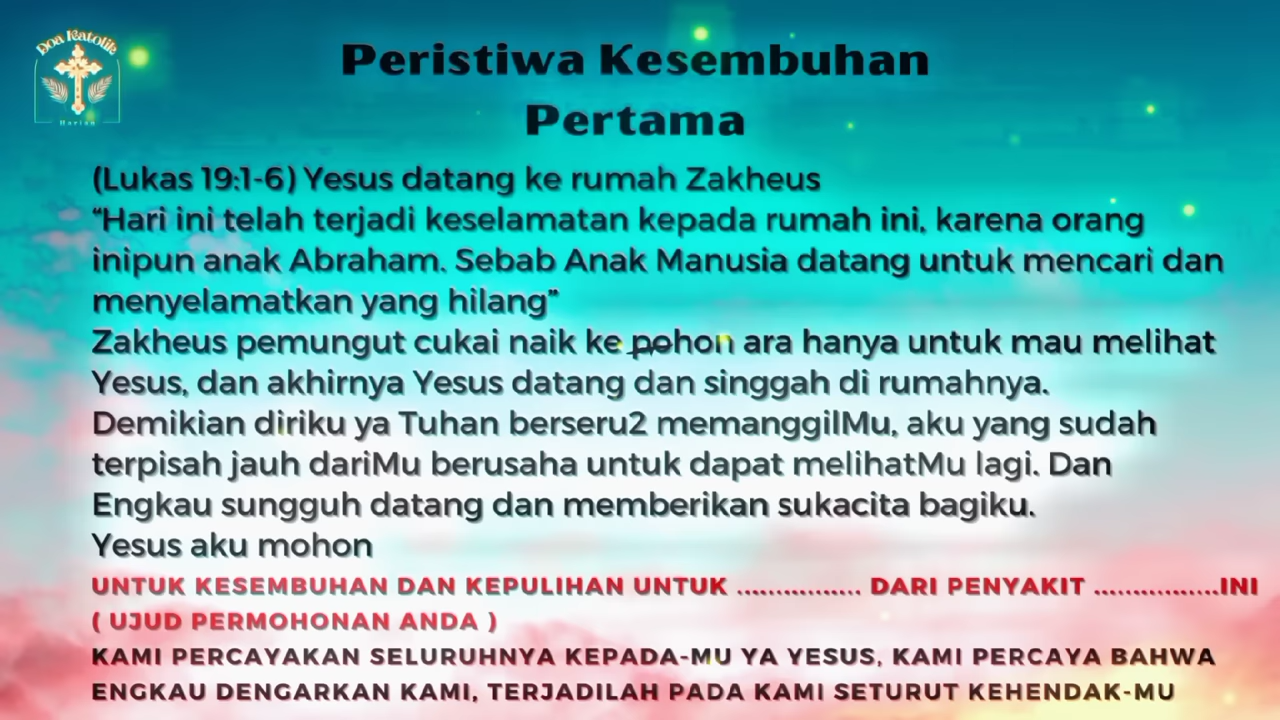 Doa Katolik
Harian
Peristiwa Kesembuhan
Pertama
(Lukas 19:1-6) Yesus datang ke rumah Zakheus
“Hari ini telah terjadi keselamatan kepada rumah ini, karena orang
inipun anak Abraham. Sebab Anak Manusia datang untuk mencari dan
menyelamatkan yang hilang”
Zakheus pemungut cukai naik ke pohon ara hanya untuk mau melihat
Yesus, dan akhirnya Yesus datang dan singgah di rumahnya.
Demikian diriku ya Tuhan berseru2 memanggilMu, aku yang sudah
terpisah jauh dariMu berusaha untuk dapat melihatMu lagi. Dan
Engkau sungguh datang dan memberikan sukacita bagiku.
Yesus aku mohon
UNTUK KESEMBUHAN DAN KEPULIHAN UNTUK ................ DARI PENYAKIT ................INI
( UJUD PERMOHONAN ANDA )
KAMI PERCAYAKAN SELURUHNYA KEPADA-MU YA YESUS, KAMI PERCAYA BAHWA
ENGKAU DENGARKAN KAMI, TERJADILAH PADA KAMI SETURUT KEHENDAK-MU